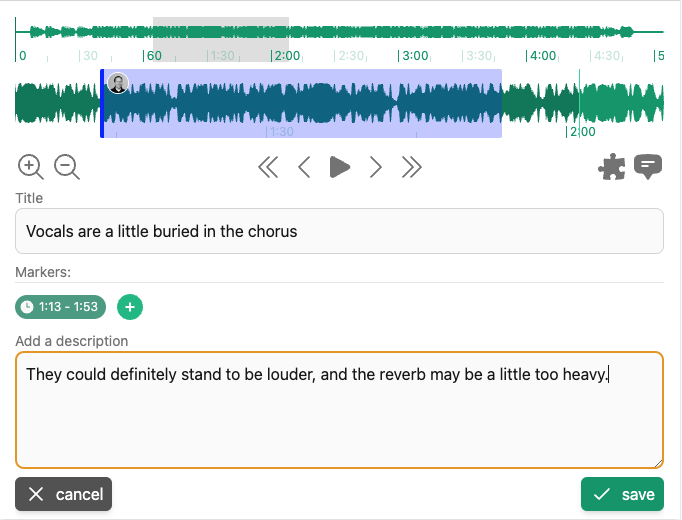 0 30 60 1:30 2:00 2:30 3:00 3:30 4:00 4:30 5
1:30 2:00
Title
Vocals are a little buried in the chorus
Markers:
1:13 - 1:53
Add a description
They could definitely stand to be louder, and the reverb may be a little too heavy.
cancel save